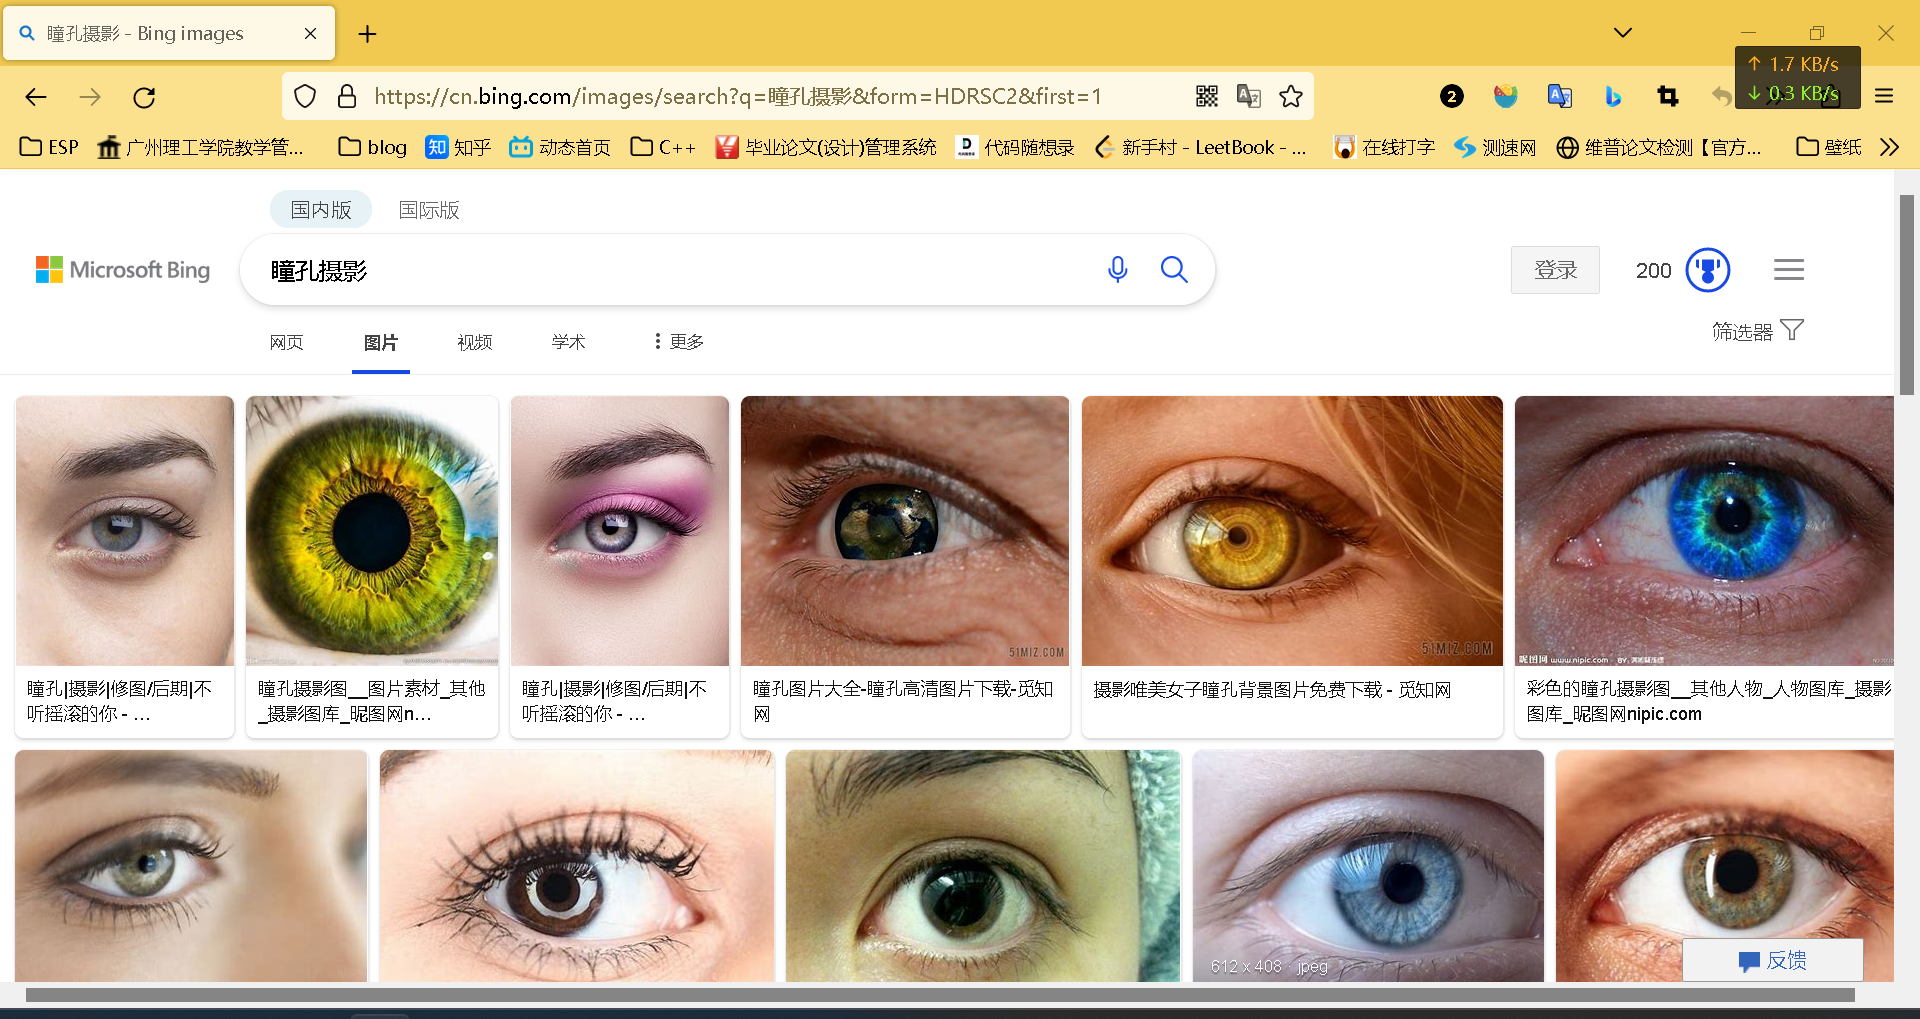 瞳孔摄影 - Bing images
1.7 KB/s
0.3 KB/s
https://cn.bing.com/images/search?q=瞳孔摄影&form=HDRSC2&first=1
2
ESP
广州理工学院教学管...
blog
知 知乎
动态首页
C++
毕业论文(设计)管理系统
D 代码随想录
新手村 - LeetBook - ...
在线打字
测速网
维普论文检测【官方...
壁纸
国内版 国际版
Microsoft Bing
瞳孔摄影
登录
200
网页 图片 视频 学术 更多
筛选器
51MIZ.COM
51MIZ.COM
昵图网 www.nipic.com
瞳孔|摄影|修图/后期|不
听摇滚的你 - ...
瞳孔摄影图__图片素材_其他
_摄影图库_昵图网n...
瞳孔|摄影|修图/后期|不
听摇滚的你 - ...
瞳孔图片大全-瞳孔高清图片下载-觅知
网
摄影唯美女子瞳孔背景图片免费下载 - 觅知网
彩色的瞳孔摄影图__其他人物_人物图库_摄影
图库_昵图网nipic.com
612 x 408 · jpeg
反馈